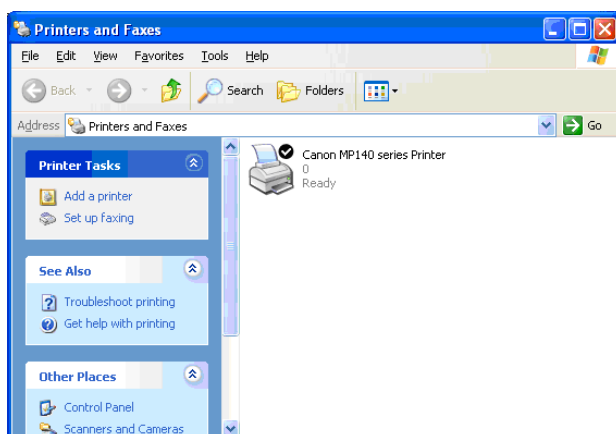 Printers and Faxes
File Edit View Favorites Tools Help
Back Search Folders
Address Printers and Faxes Go
Printer Tasks
Add a printer
Set up faxing
See Also
Troubleshoot printing
Get help with printing
Other Places
Control Panel
Scanners and Cameras
Canon MP140 series Printer
0
Ready